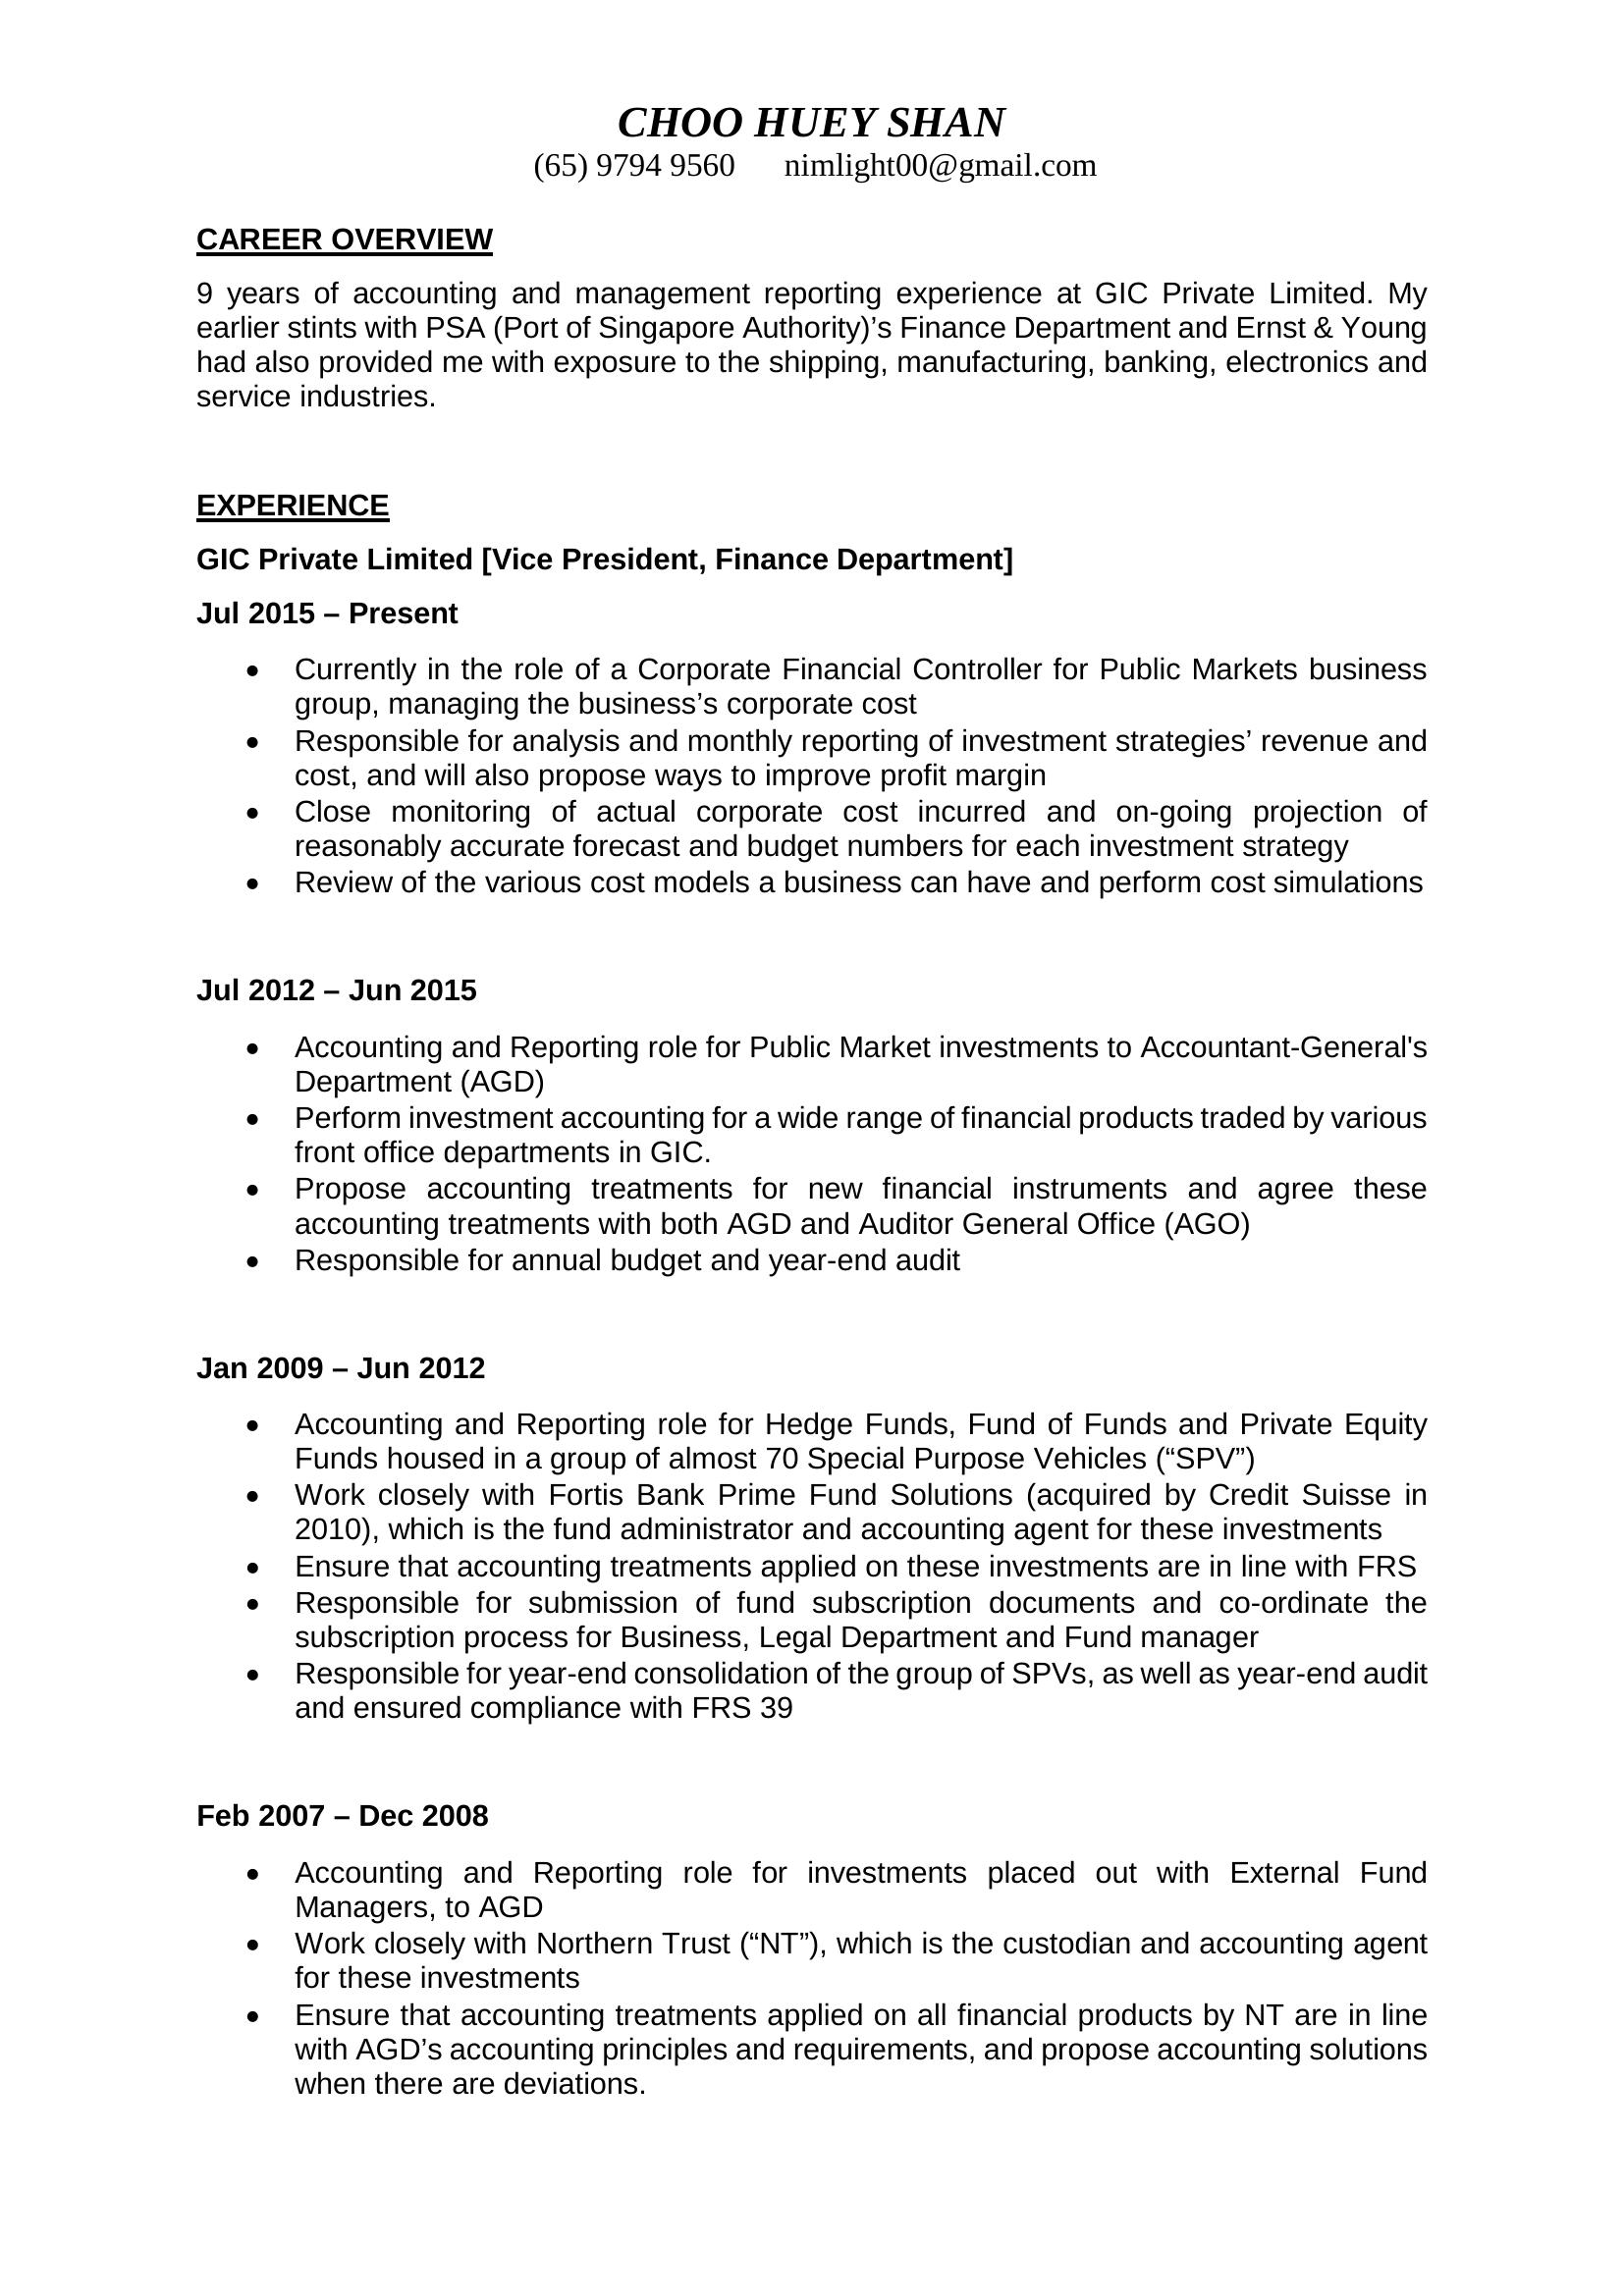 CHOO HUEY SHAN
(65) 9794 9560 nimlight00@gmail.com
CAREER OVERVIEW
9 years of accounting and management reporting experience at GIC Private Limited. My
earlier stints with PSA (Port of Singapore Authority)’s Finance Department and Ernst & Young
had also provided me with exposure to the shipping, manufacturing, banking, electronics and
service industries.
EXPERIENCE
GIC Private Limited [Vice President, Finance Department]
Jul 2015 – Present
• Currently in the role of a Corporate Financial Controller for Public Markets business
group, managing the business’s corporate cost
• Responsible for analysis and monthly reporting of investment strategies’ revenue and
cost, and will also propose ways to improve profit margin
• Close monitoring of actual corporate cost incurred and on-going projection of
reasonably accurate forecast and budget numbers for each investment strategy
• Review of the various cost models a business can have and perform cost simulations
Jul 2012 – Jun 2015
• Accounting and Reporting role for Public Market investments to Accountant-General's
Department (AGD)
• Perform investment accounting for a wide range of financial products traded by various
front office departments in GIC.
• Propose accounting treatments for new financial instruments and agree these
accounting treatments with both AGD and Auditor General Office (AGO)
• Responsible for annual budget and year-end audit
Jan 2009 – Jun 2012
• Accounting and Reporting role for Hedge Funds, Fund of Funds and Private Equity
Funds housed in a group of almost 70 Special Purpose Vehicles (“SPV”)
• Work closely with Fortis Bank Prime Fund Solutions (acquired by Credit Suisse in
2010), which is the fund administrator and accounting agent for these investments
• Ensure that accounting treatments applied on these investments are in line with FRS
• Responsible for submission of fund subscription documents and co-ordinate the
subscription process for Business, Legal Department and Fund manager
• Responsible for year-end consolidation of the group of SPVs, as well as year-end audit
and ensured compliance with FRS 39
Feb 2007 – Dec 2008
• Accounting and Reporting role for investments placed out with External Fund
Managers, to AGD
• Work closely with Northern Trust (“NT”), which is the custodian and accounting agent
for these investments
• Ensure that accounting treatments applied on all financial products by NT are in line
with AGD’s accounting principles and requirements, and propose accounting solutions
when there are deviations.